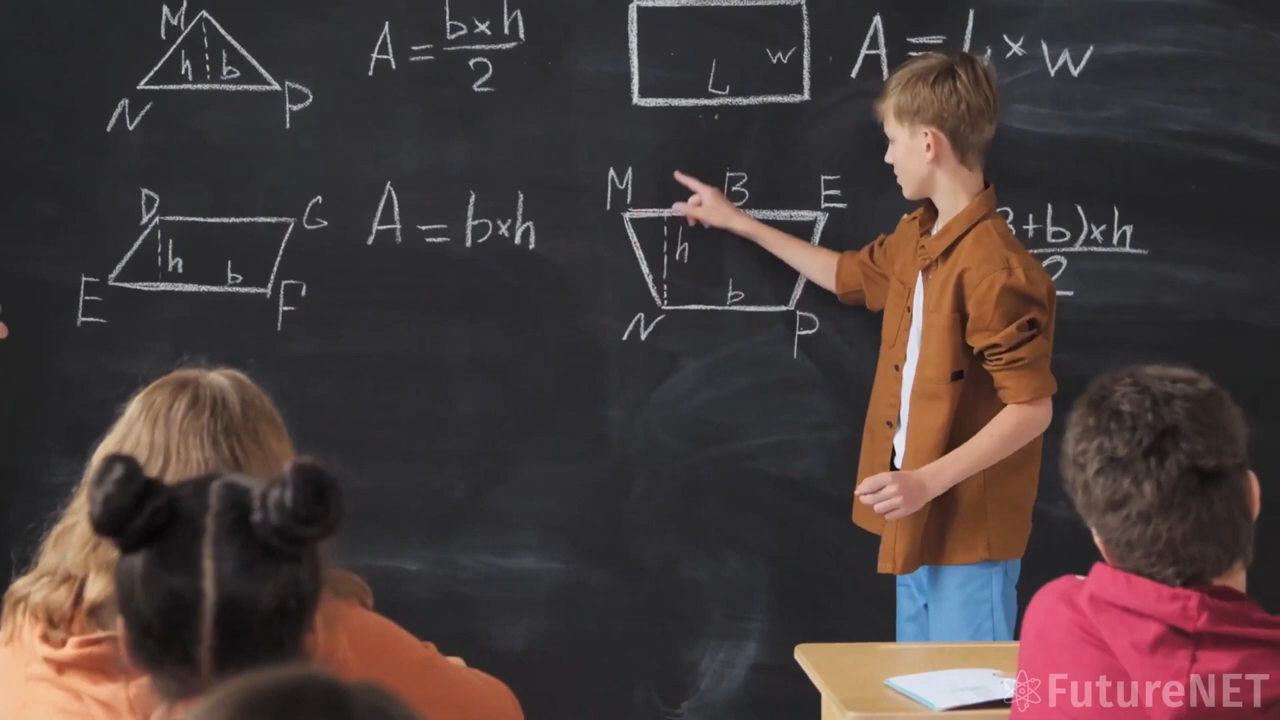 M
h b
N P
A = b×h
2
L w
A = L × w
D G
h b
E F
A = b×h
M B E
h
b
N P
+b)×h
2
FutureNET